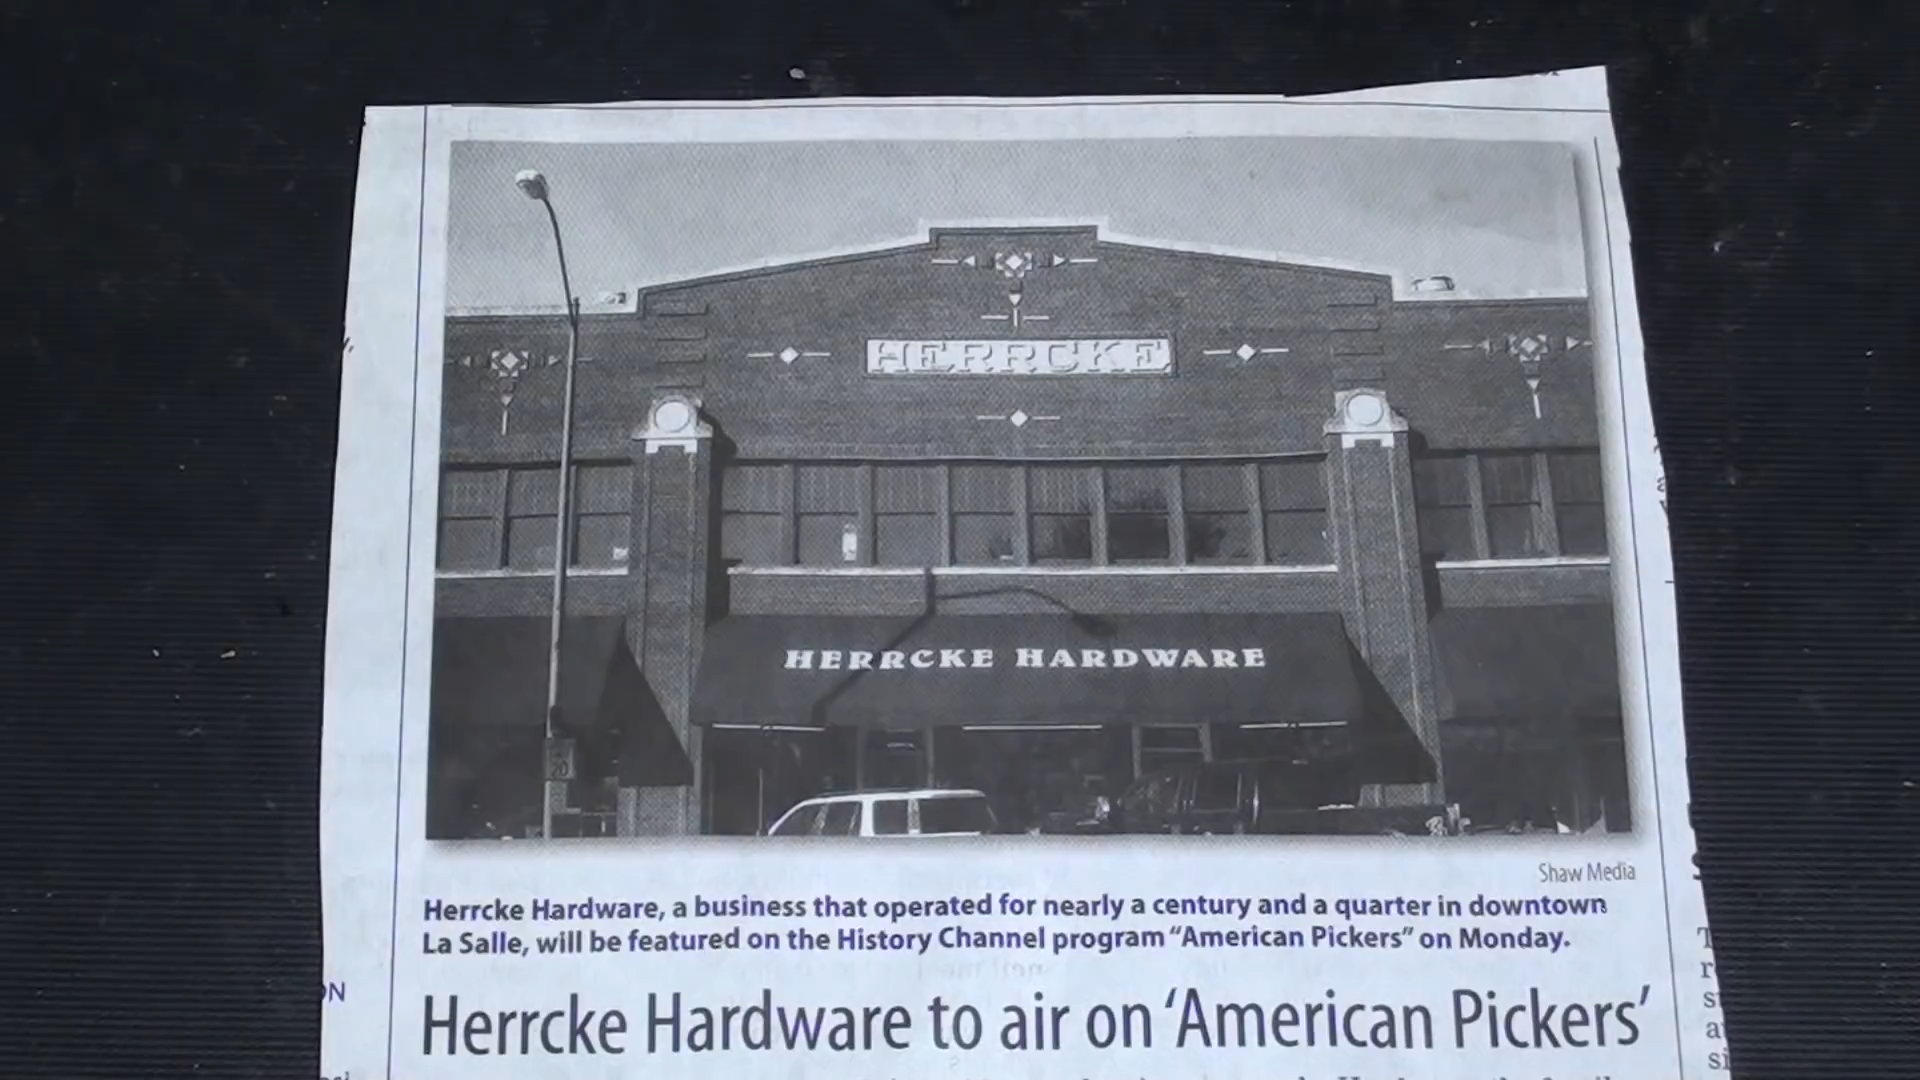 HERRCKE
HERRCKE HARDWARE
20
Shaw Media
Herrcke Hardware, a business that operated for nearly a century and a quarter in downtown
La Salle, will be featured on the History Channel program “American Pickers” on Monday.
Herrcke Hardware to air on ‘American Pickers’